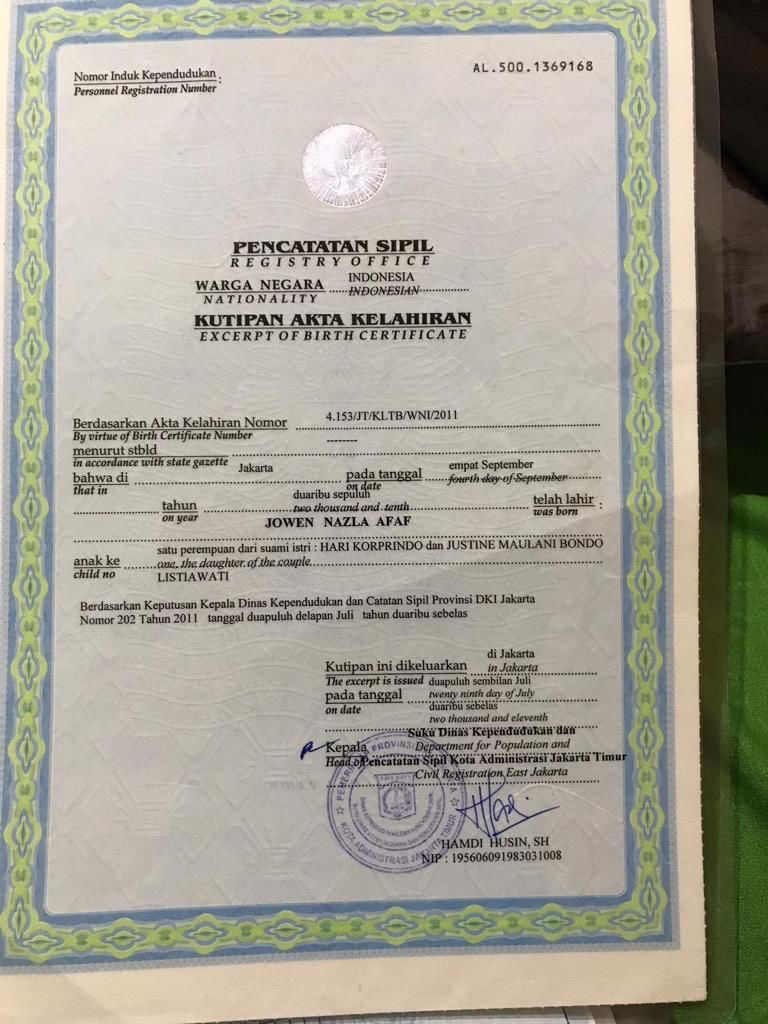 Nomor Induk Kependudukan :
Personnel Registration Number
AL.500.1369168
PENCATATAN SIPIL
REGISTRY OFFICE
WARGA NEGARA INDONESIA
NATIONALITY INDONESIAN
KUTIPAN AKTA KELAHIRAN
EXCERPT OF BIRTH CERTIFICATE
Berdasarkan Akta Kelahiran Nomor 4.153/JT/KLTB/WNI/2011
By virtue of Birth Certificate Number
menurut stbld -------
in accordance with state gazette
bahwa di Jakarta pada tanggal empat September
that in on date fourth day of September
tahun duaribu sepuluh telah lahir :
on year two thousand and tenth was born
JOWEN NAZLA AFAF
satu perempuan dari suami istri : HARI KORPRINDO dan JUSTINE MAULANI BONDO
anak ke one, the daughter of the couple
child no LISTIAWATI
Berdasarkan Keputusan Kepala Dinas Kependudukan dan Catatan Sipil Provinsi DKI Jakarta
Nomor 202 Tahun 2011 tanggal duapuluh delapan Juli tahun duaribu sebelas
di Jakarta
Kutipan ini dikeluarkan in Jakarta
The excerpt is issued duapuluh sembilan Juli
pada tanggal twenty ninth day of July
on date duaribu sebelas
two thousand and eleventh
Suku Dinas Kependudukan dan
Kepala Department for Population and
Head of Pencatatan Sipil Kota Administrasi Jakarta Timur
Civil Registration East Jakarta
KOTA ADMINISTRASI JAKARTA TIMUR
HAMDI HUSIN, SH
NIP : 195606091983031008